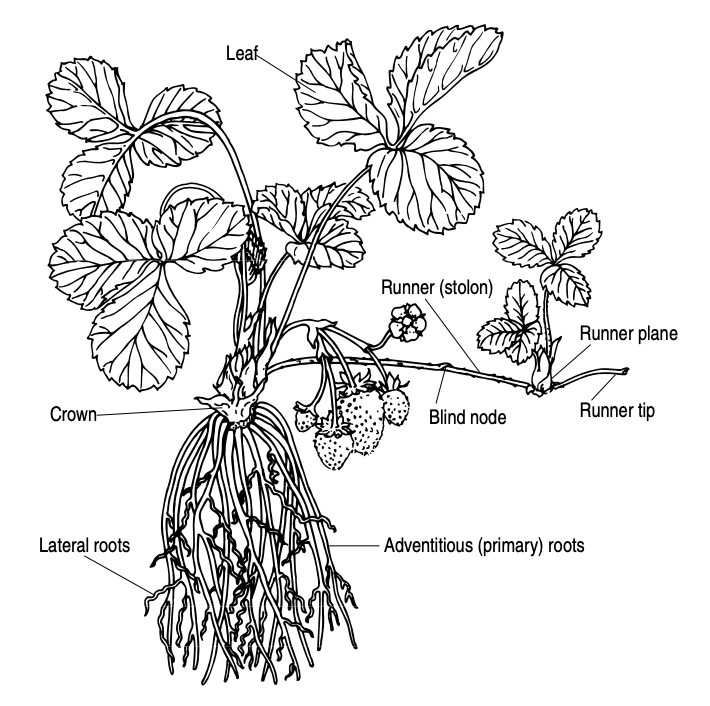 Leaf
Runner (stolon)
Runner plane
Crown
Blind node
Runner tip
Lateral roots
Adventitious (primary) roots